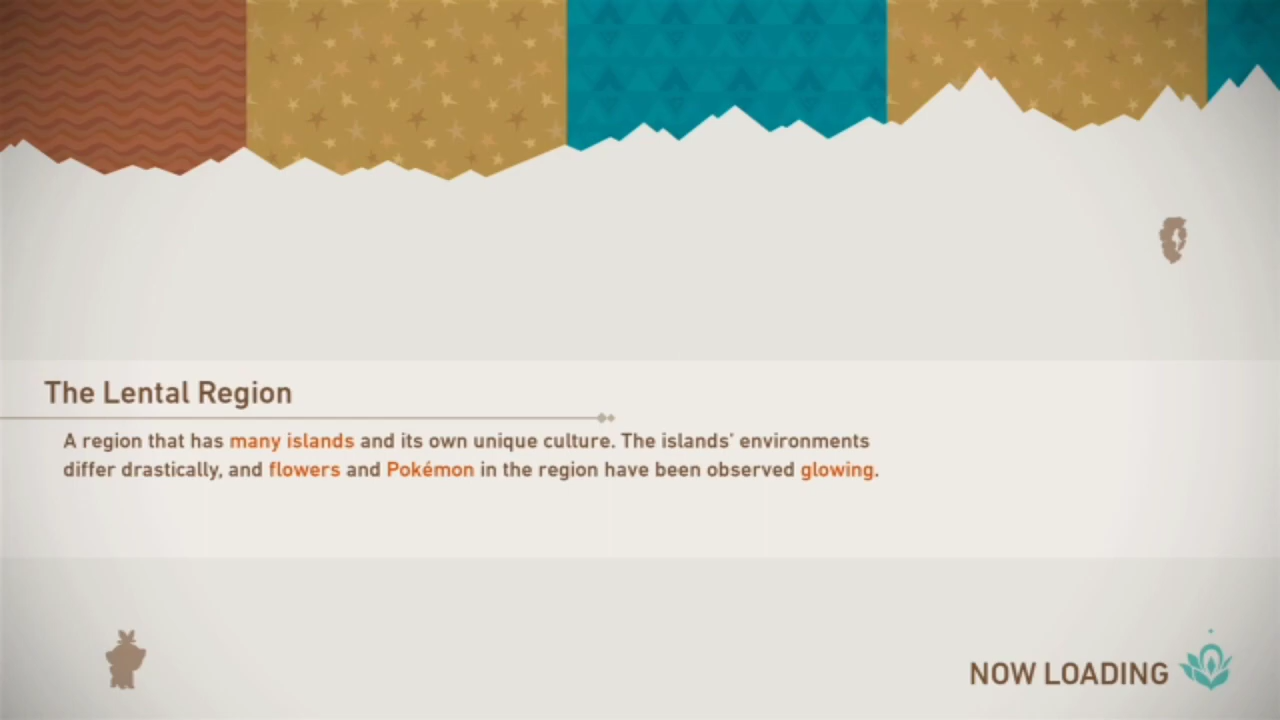 The Lental Region
A region that has many islands and its own unique culture. The islands' environments
differ drastically, and flowers and Pokémon in the region have been observed glowing.
NOW LOADING